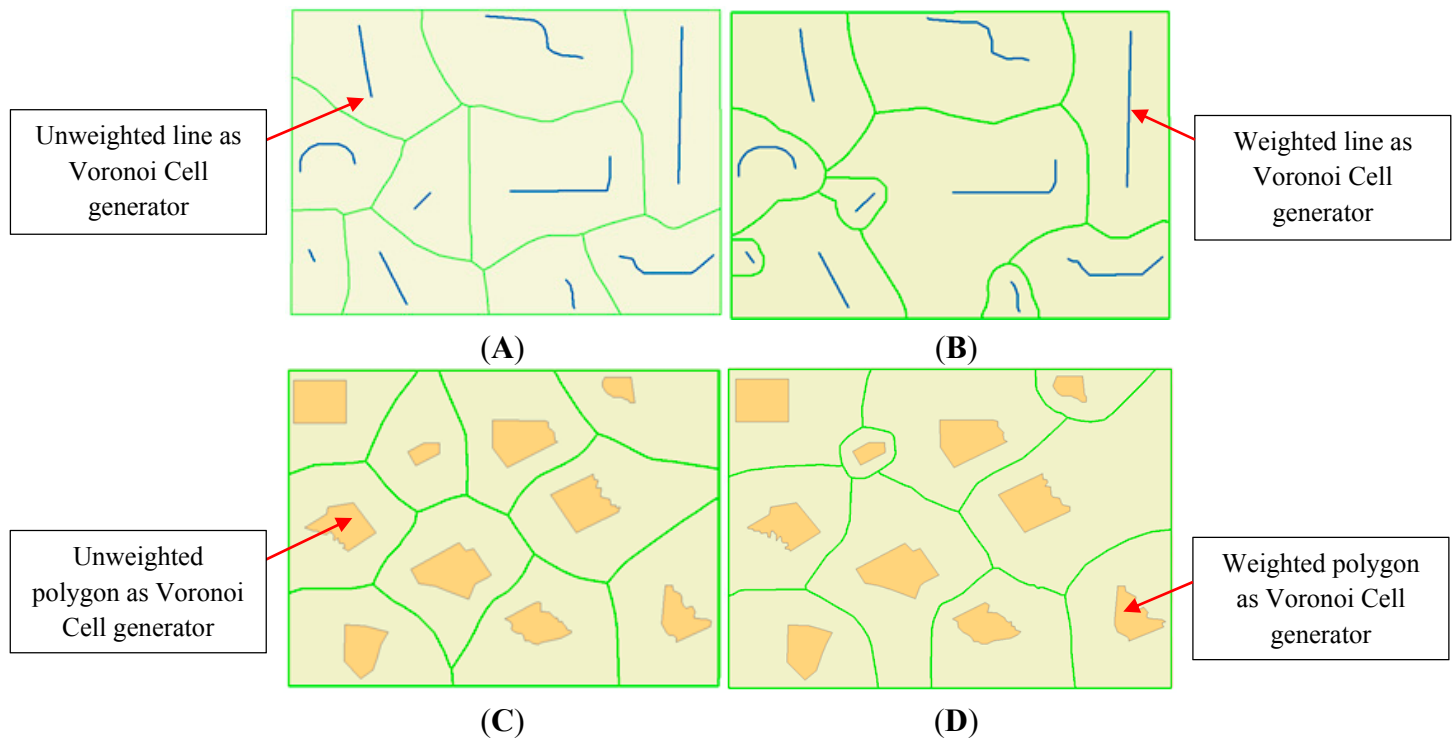 Unweighted line as
Voronoi Cell
generator
Weighted line as
Voronoi Cell
generator
(A)
(B)
Unweighted
polygon as Voronoi
Cell generator
Weighted polygon
as Voronoi Cell
generator
(C)
(D)